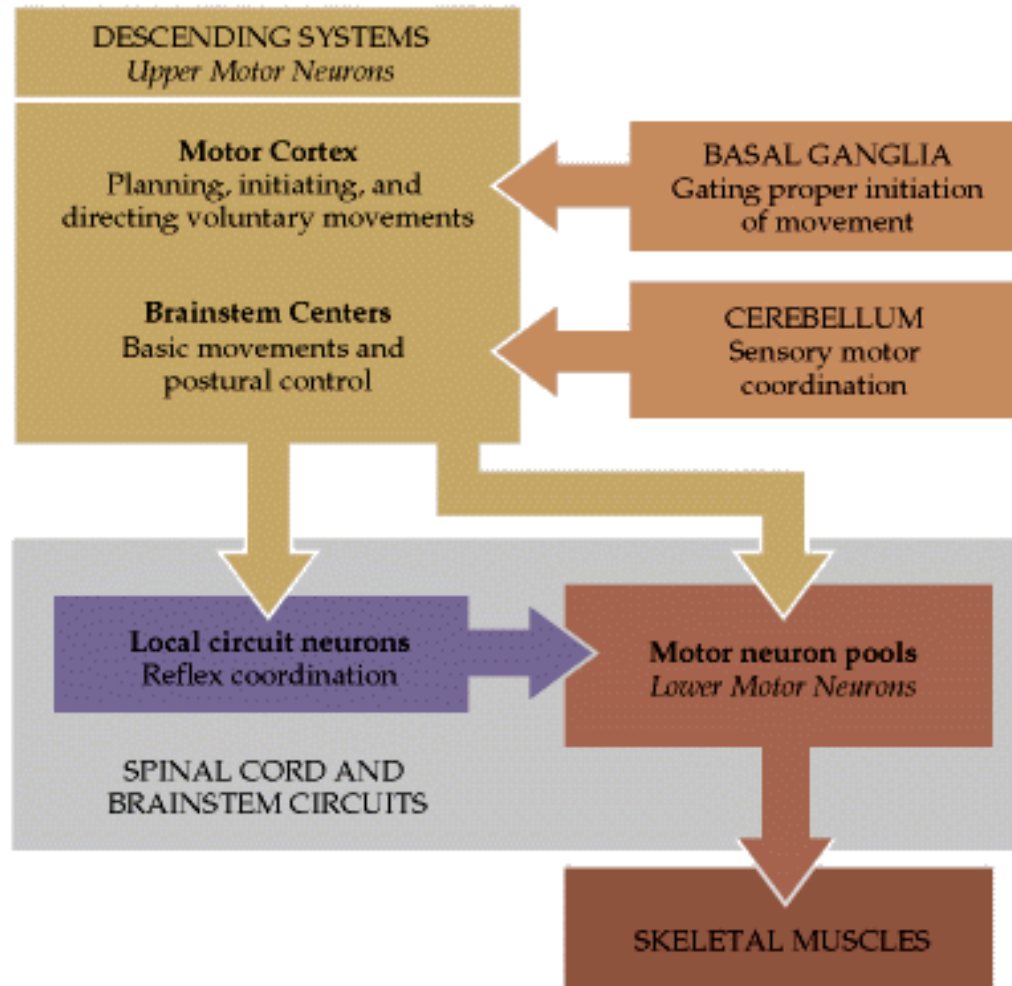 DESCENDING SYSTEMS
Upper Motor Neurons
Motor Cortex
Planning, initiating, and
directing voluntary movements
Brainstem Centers
Basic movements and
postural control
BASAL GANGLIA
Gating proper initiation
of movement
CEREBELLUM
Sensory motor
coordination
Local circuit neurons
Reflex coordination
Motor neuron pools
Lower Motor Neurons
SPINAL CORD AND
BRAINSTEM CIRCUITS
SKELETAL MUSCLES